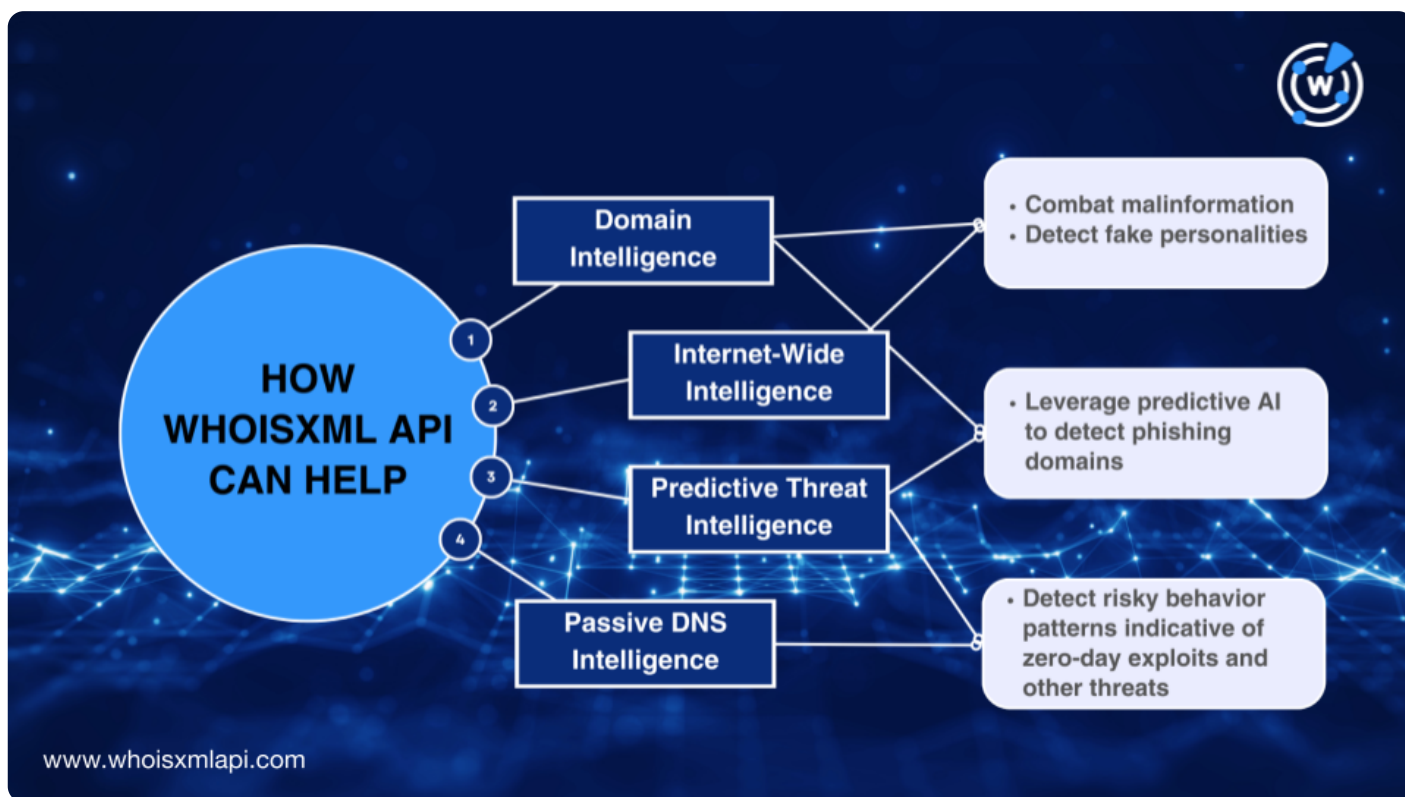 W
HOW
WHOISXML API
CAN HELP
1
2
3
4
Domain
Intelligence
Internet-Wide
Intelligence
Predictive Threat
Intelligence
Passive DNS
Intelligence
• Combat malinformation
• Detect fake personalities
• Leverage predictive AI
to detect phishing
domains
• Detect risky behavior
patterns indicative of
zero-day exploits and
other threats
www.whoisxmlapi.com